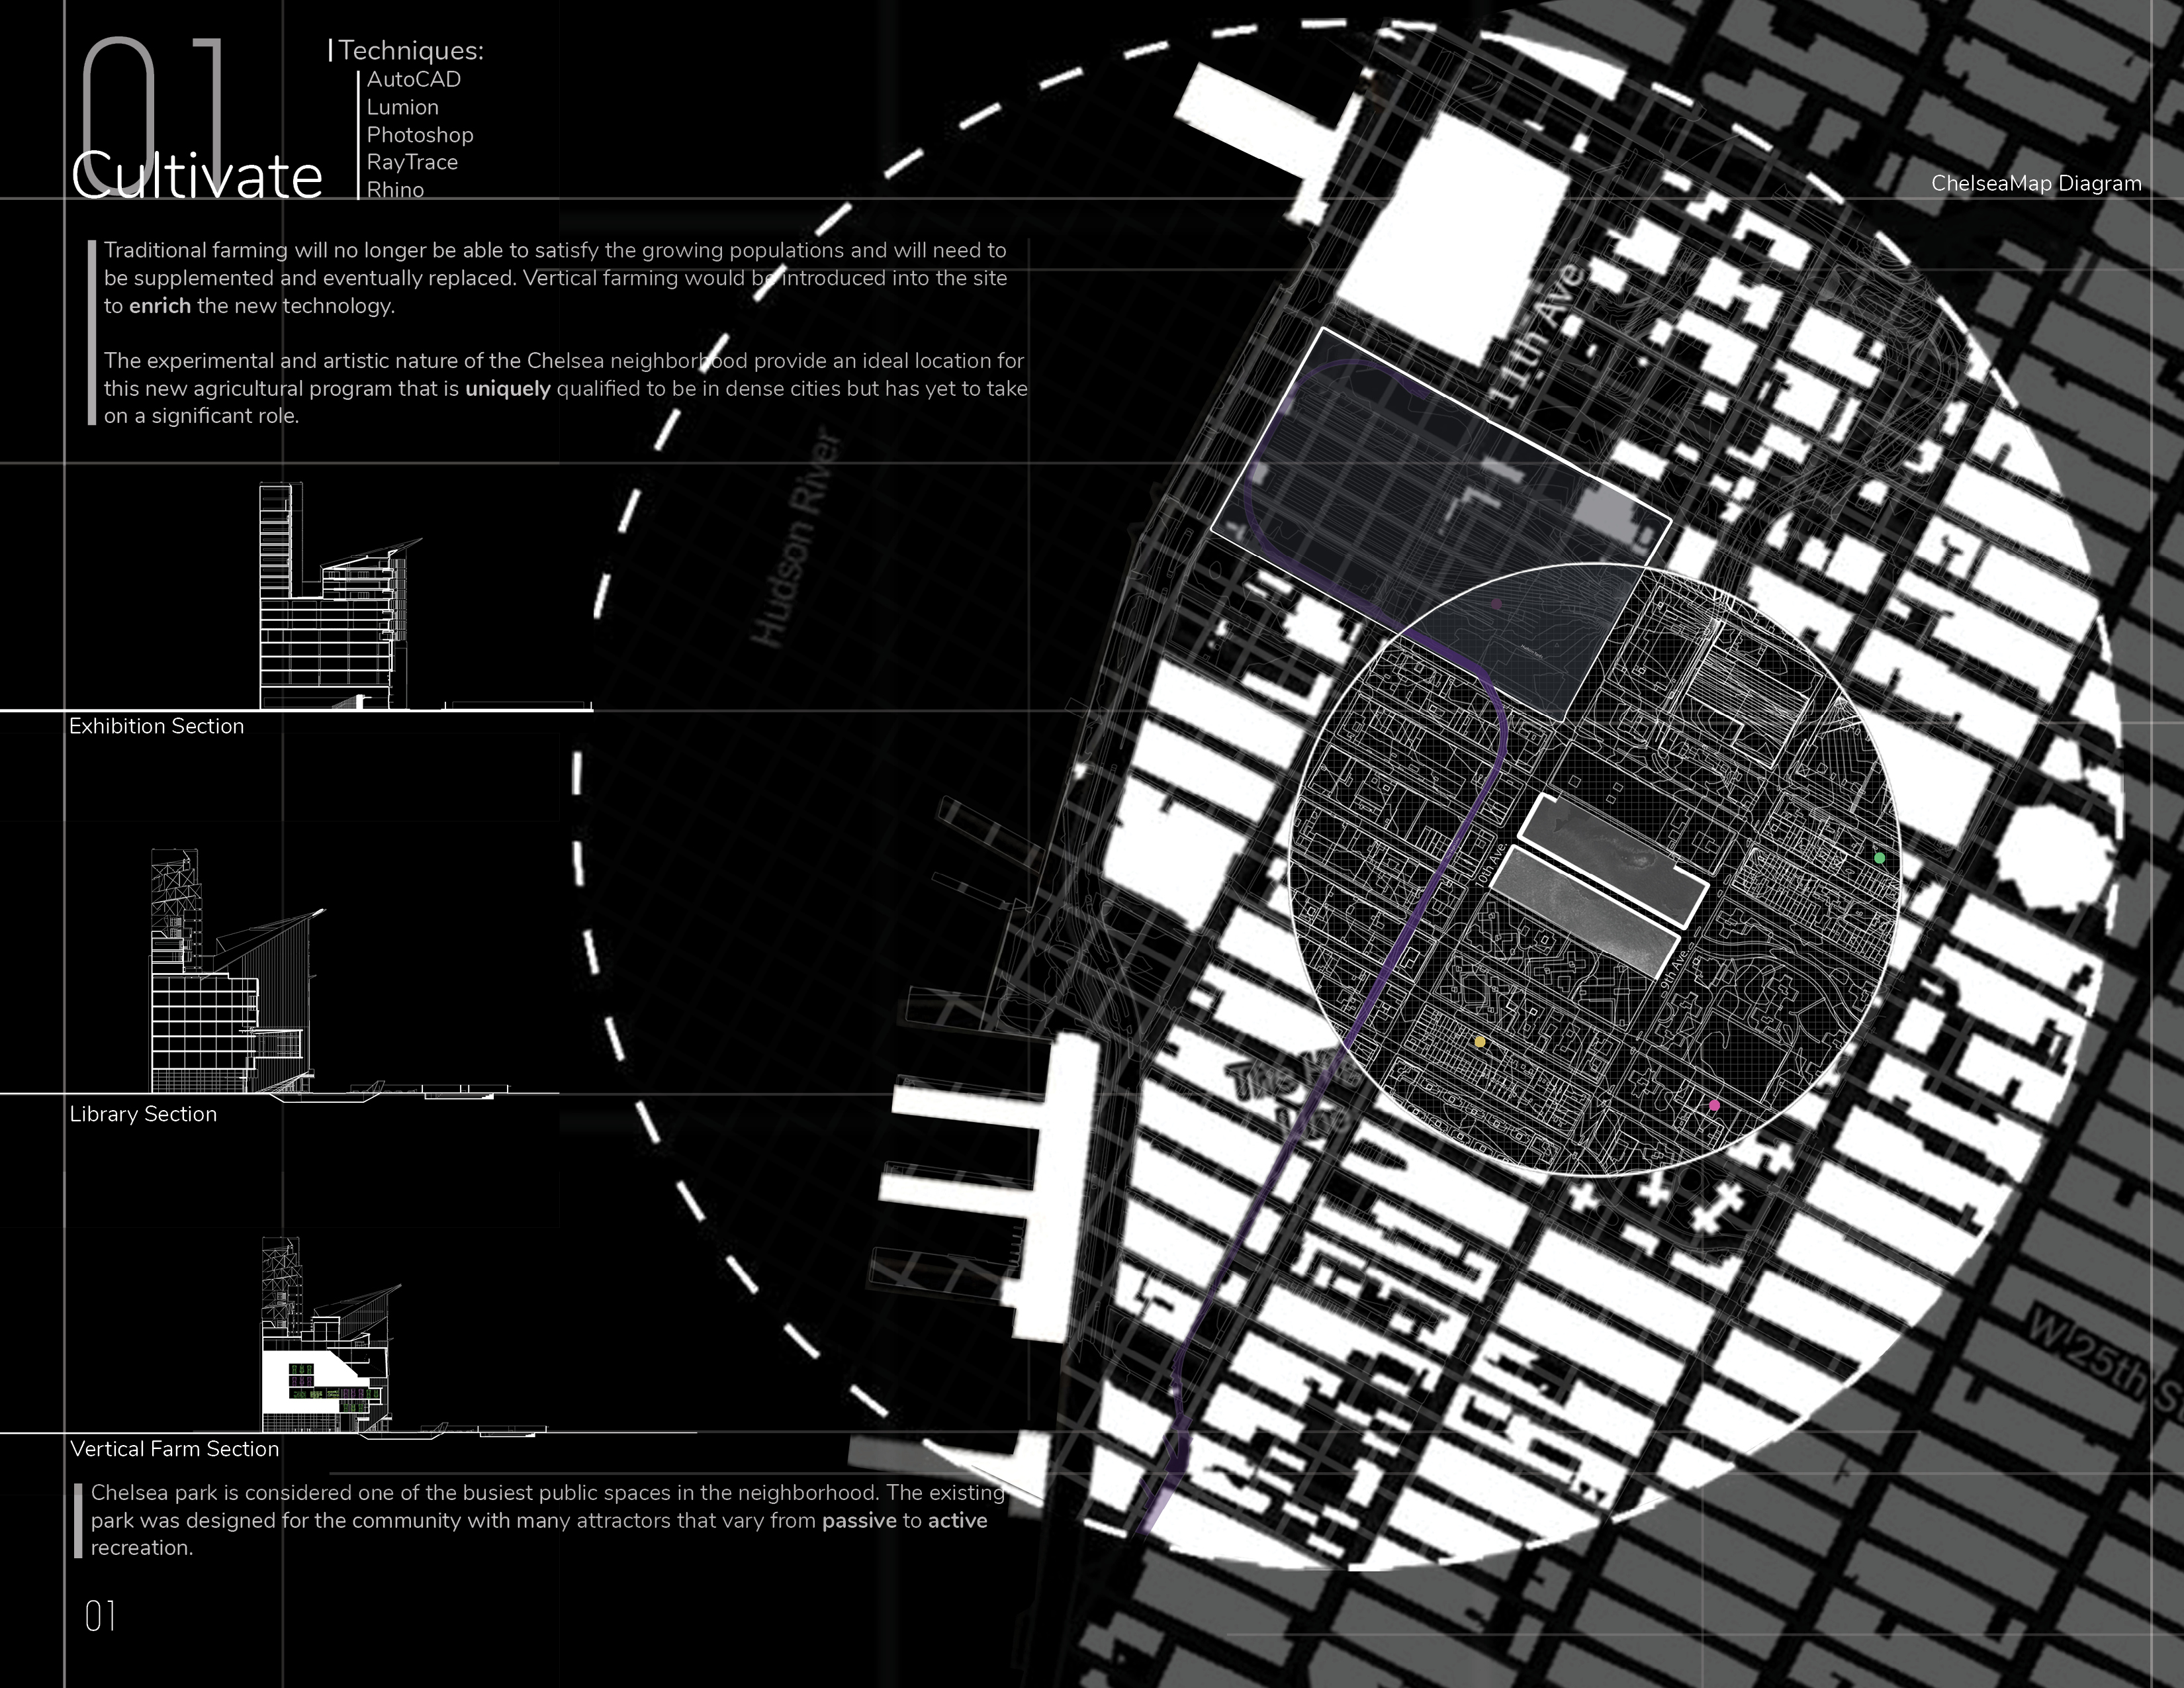 01
Cultivate
Techniques:
AutoCAD
Lumion
Photoshop
RayTrace
Rhino
ChelseaMap Diagram
Traditional farming will no longer be able to satisfy the growing populations and will need to
be supplemented and eventually replaced. Vertical farming would be introduced into the site
to enrich the new technology.
The experimental and artistic nature of the Chelsea neighborhood provide an ideal location for
this new agricultural program that is uniquely qualified to be in dense cities but has yet to take
on a significant role.
11th Ave
Hudson River
Exhibition Section
10th Ave.
9th Ave.
The High
Line
Library Section
W 25th S
Vertical Farm Section
Chelsea park is considered one of the busiest public spaces in the neighborhood. The existing
park was designed for the community with many attractors that vary from passive to active
recreation.
01